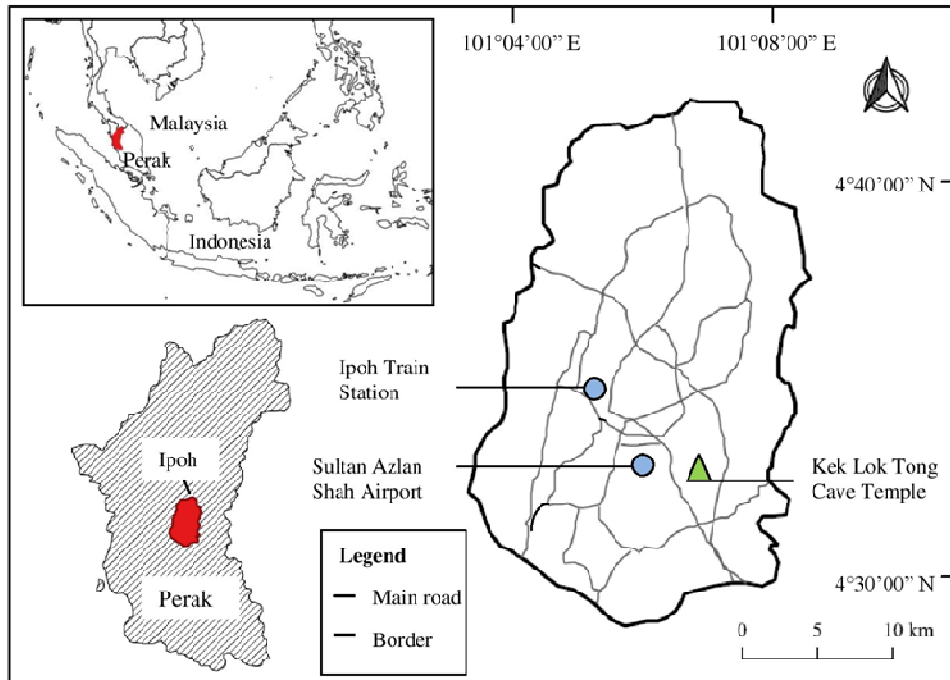 101°04’00” E
101°08’00” E
Malaysia
Perak
Indonesia
4°40’00” N
Ipoh Train
Station
Ipoh
Sultan Azlan
Shah Airport
Kek Lok Tong
Cave Temple
Perak
Legend
Main road
Border
4°30’00” N
0 5 10 km